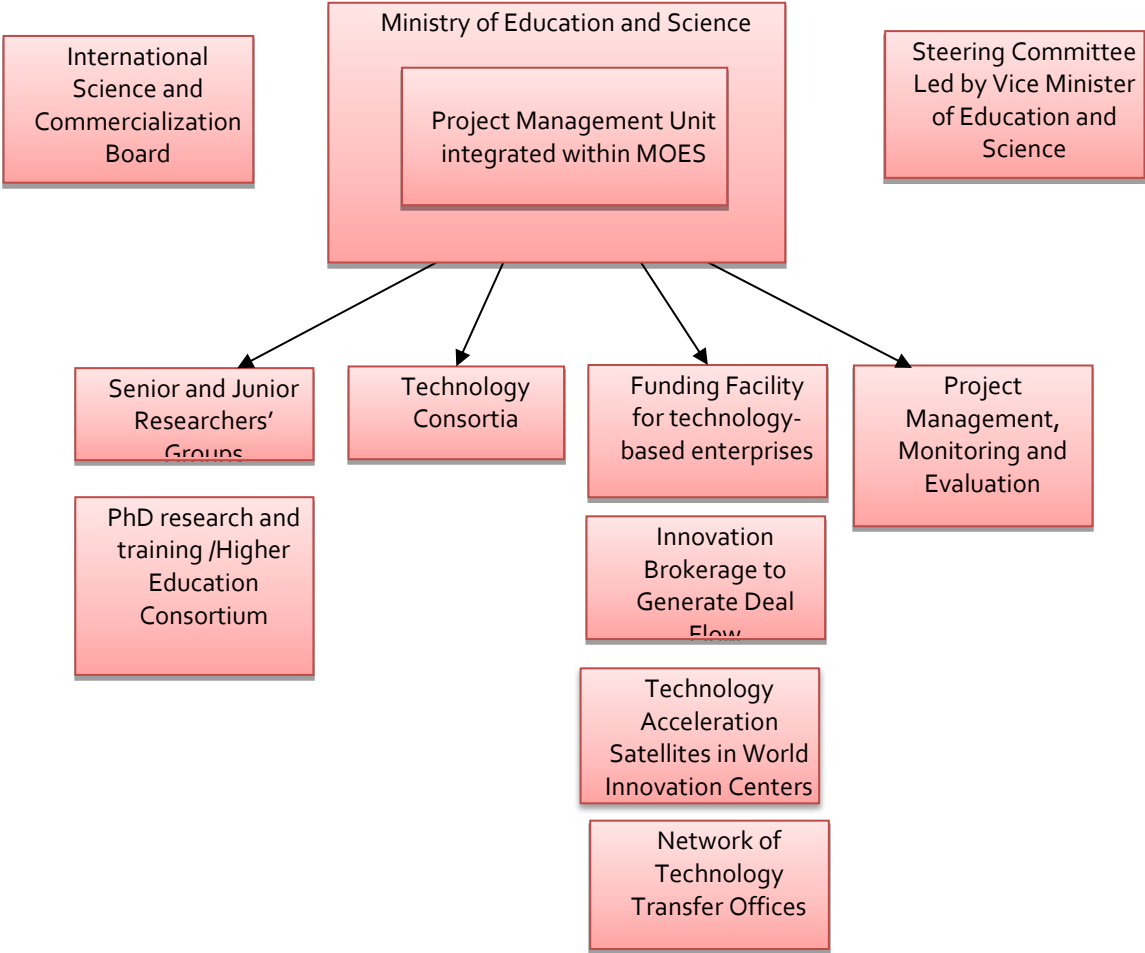 Ministry of Education and Science
Project Management Unit
integrated within MOES
International
Science and
Commercialization
Board
Steering Committee
Led by Vice Minister
of Education and
Science
Senior and Junior
Researchers’
Groups
Technology
Consortia
Funding Facility
for technology-
based enterprises
Project
Management,
Monitoring and
Evaluation
PhD research and
training /Higher
Education
Consortium
Innovation
Brokerage to
Generate Deal
Flow
Technology
Acceleration
Satellites in World
Innovation Centers
Network of
Technology
Transfer Offices